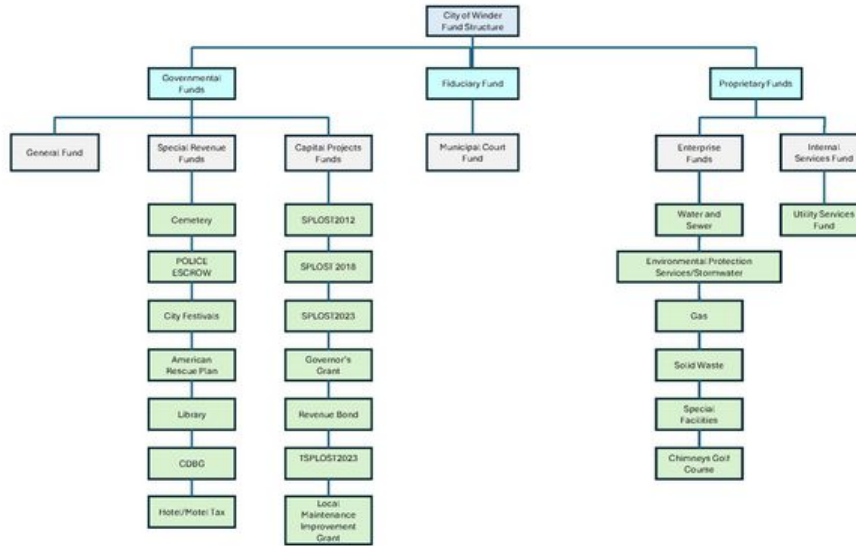 City of Winder
Fund Structure
Governmental
Funds
Fiduciary Fund
Proprietary Funds
General Fund
Special Revenue
Funds
Capital Projects
Funds
Municipal Court
Fund
Enterprise
Funds
Internal
Services Fund
Cemetery
SPLOST2012
Water and
Sewer
Utility Services
Fund
POLICE
ESCROW
SPLOST 2018
Environmental Protection
Services/Stormwater
City Festivals
SPLOST2023
Gas
American
Rescue Plan
Governor's
Grant
Solid Waste
Library
Revenue Bond
Special
Facilities
CDBG
TSPLOST2023
Chimneys Golf
Course
Hotel/Motel Tax
Local
Maintenance
Improvement
Grant